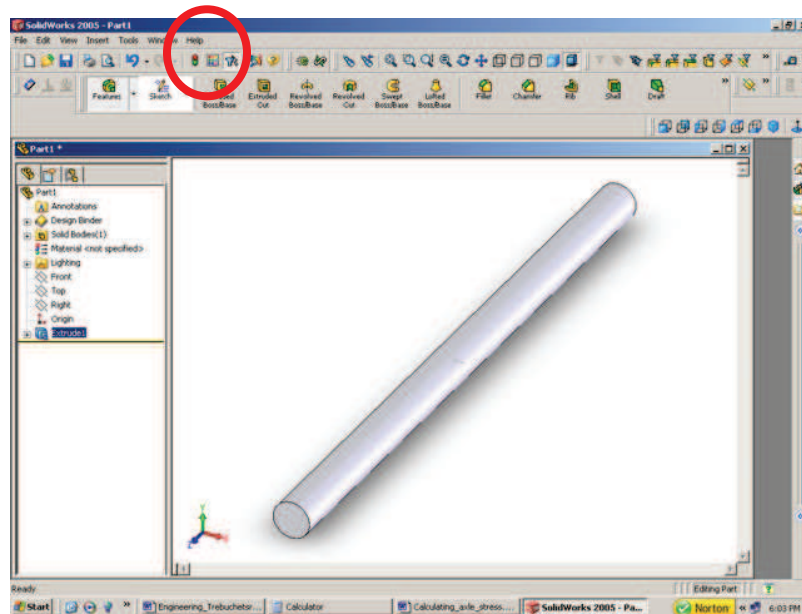 SolidWorks 2005 - Part1
File Edit View Insert Tools Window Help
Features Sketch Extruded Boss/Base Extruded Cut Revolved Boss/Base Revolved Cut Swept Boss/Base Lofted Boss/Base Fillet Chamfer Rib Shell Draft
Part1 *
Part1
Annotations
Design Binder
Solid Bodies(1)
Material <not specified>
Lighting
Front
Top
Right
Origin
Extrude1
Y
Ready
Editing Part
Start
Engineering_Trebuchetsr...
Calculator
Calculating_axle_stress....
SolidWorks 2005 - Pa...
Norton
6:03 PM